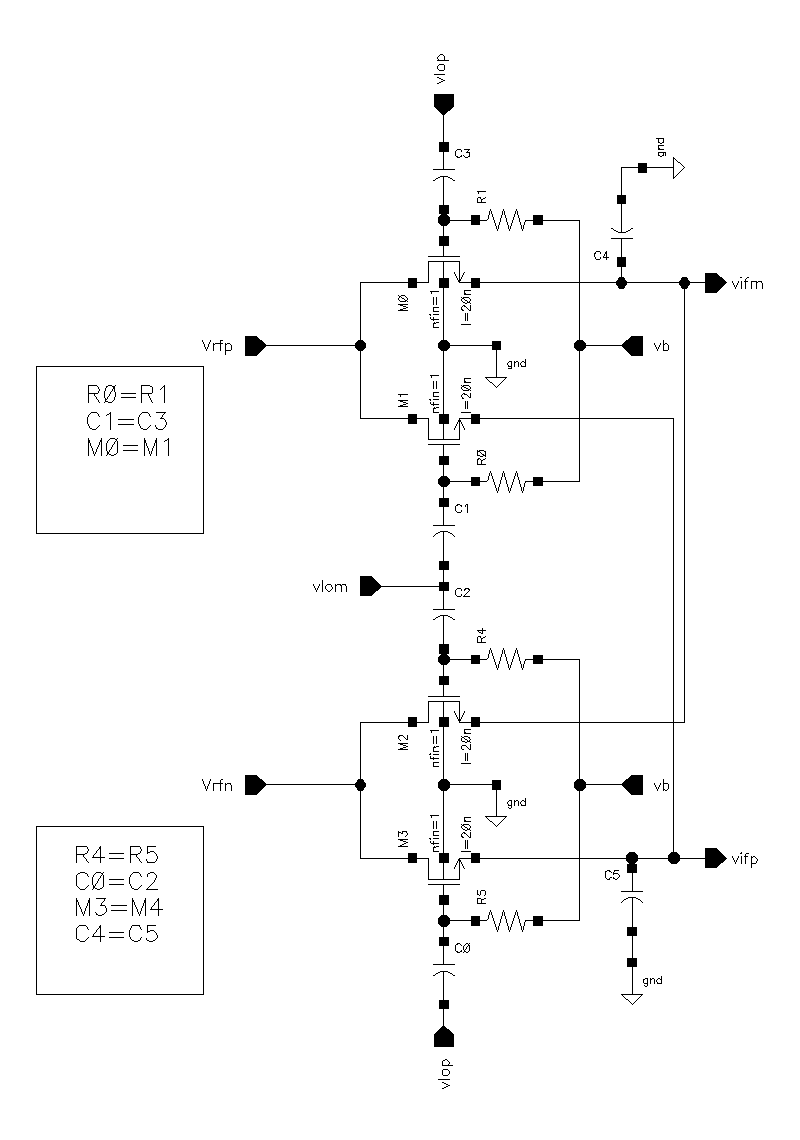 vlop
C3
gnd
R1
C4
M0
nfin=1
l=20n
vifm
Vrfp
gnd
vb
R0=R1
C1=C3
M0=M1
M1
nfin=1
l=20n
R0
C1
vlom
C2
R4
M2
nfin=1
l=20n
Vrfn
gnd
vb
R4=R5
C0=C2
M3=M4
C4=C5
M3
nfin=1
l=20n
vifp
C5
R5
C0
gnd
vlop